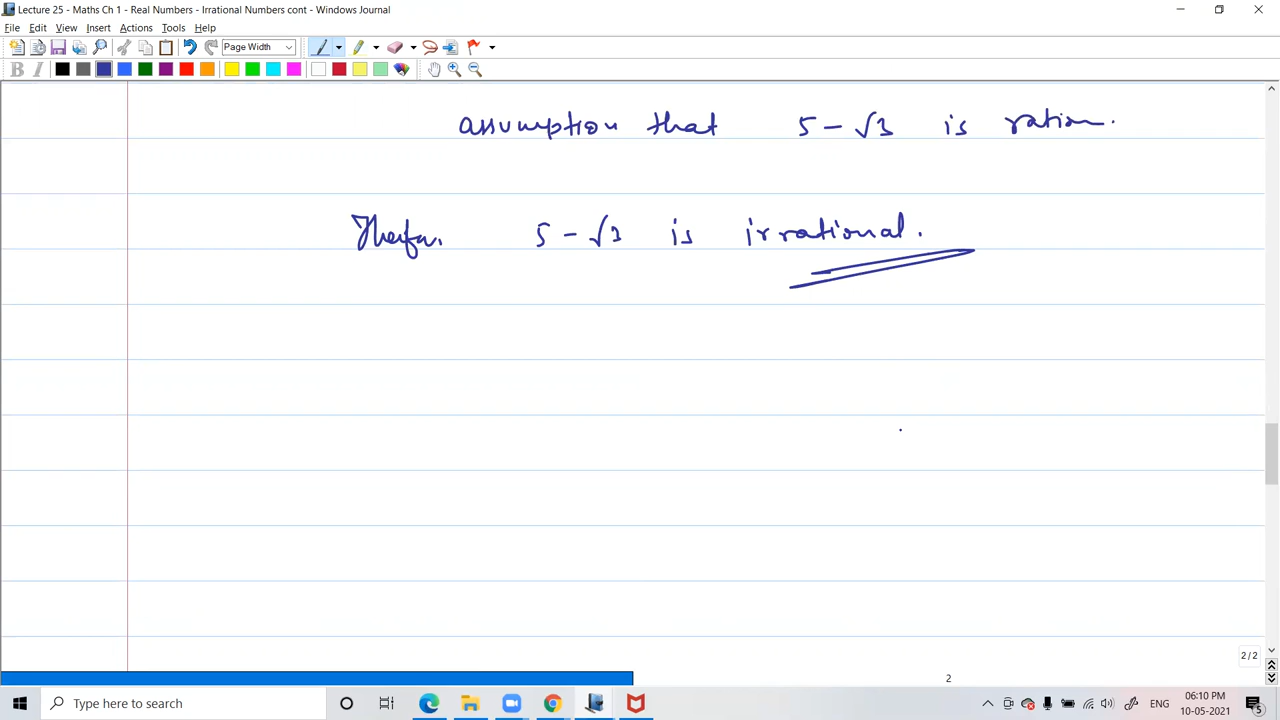 Lecture 25 - Maths Ch 1 - Real Numbers - Irrational Numbers cont - Windows Journal
File Edit View Insert Actions Tools Help
Page Width
B I
assumption that 5 - √3 is ration.
5 - √3 is irrational.
2/2
2
Type here to search
ENG
06:10 PM
10-05-2021
5